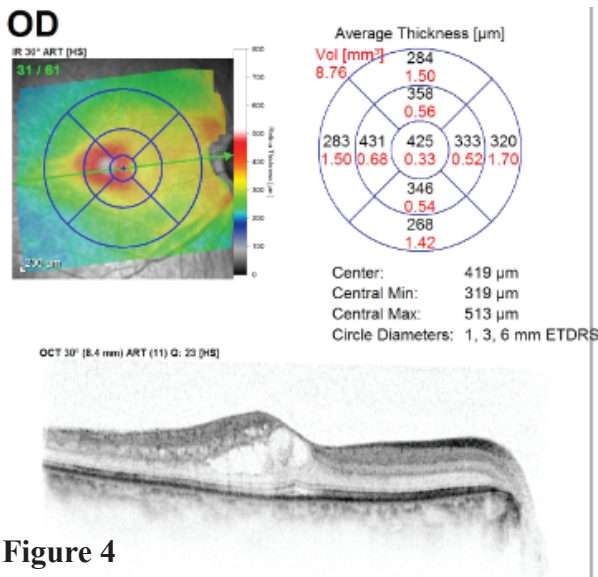 OD
IR 30° ART [HS]
31 / 61
200 µm
800
700
600
500
400
300
200
100
0
Retina Thickness [µm]
Average Thickness [µm]
Vol [mm³]
8.76
284
1.50
358
0.56
283 431 425 333 320
1.50 0.68 0.33 0.52 1.70
346
0.54
268
1.42
Center: 419 µm
Central Min: 319 µm
Central Max: 513 µm
Circle Diameters: 1, 3, 6 mm ETDRS
OCT 30° (8.4 mm) ART (11) Q: 23 [HS]
Figure 4